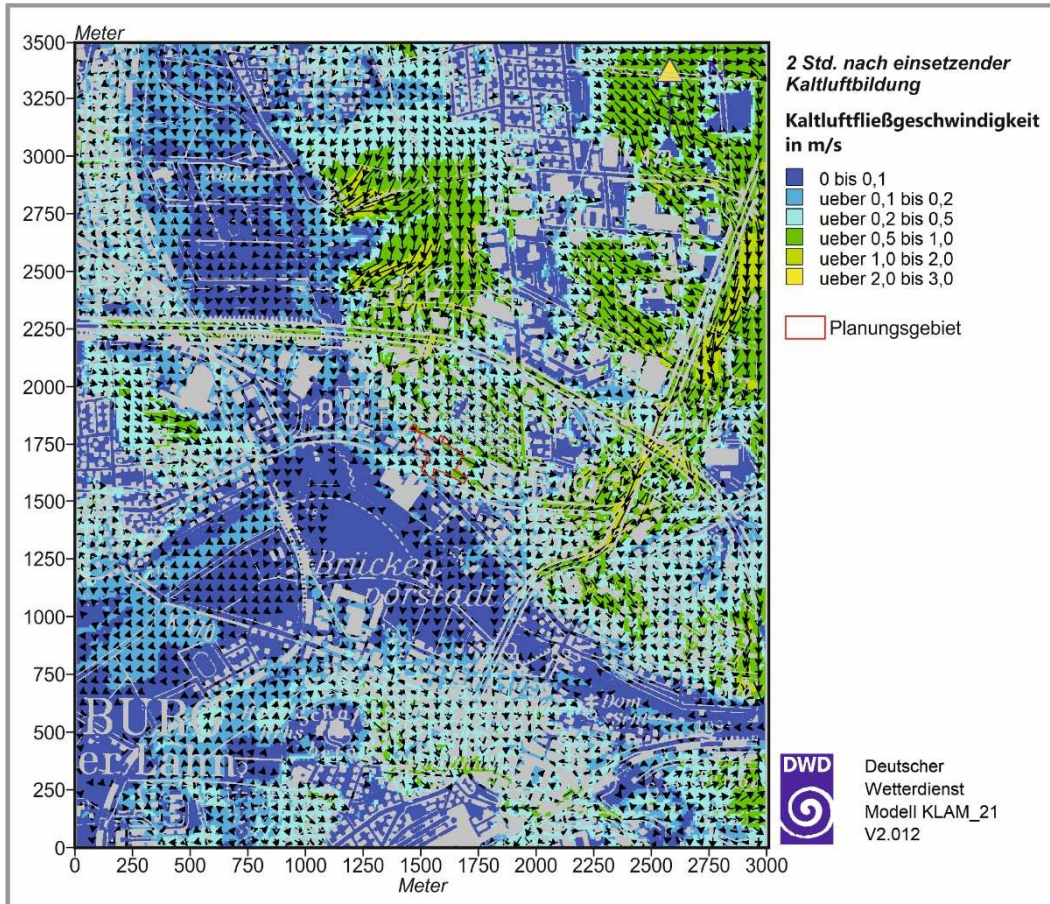 Meter
3500
3250
3000
2750
2500
2250
2000
1750
1500
1250
1000
750
500
250
0
0 250 500 750 1000 1250 1500 1750 2000 2250 2500 2750 3000
Meter
Brücken
vorstadt
BURG
er Lahn
Dom
2 Std. nach einsetzender
Kaltluftbildung
Kaltluftfließgeschwindigkeit
in m/s
0 bis 0,1
ueber 0,1 bis 0,2
ueber 0,2 bis 0,5
ueber 0,5 bis 1,0
ueber 1,0 bis 2,0
ueber 2,0 bis 3,0
Planungsgebiet
DWD
Deutscher
Wetterdienst
Modell KLAM_21
V2.012